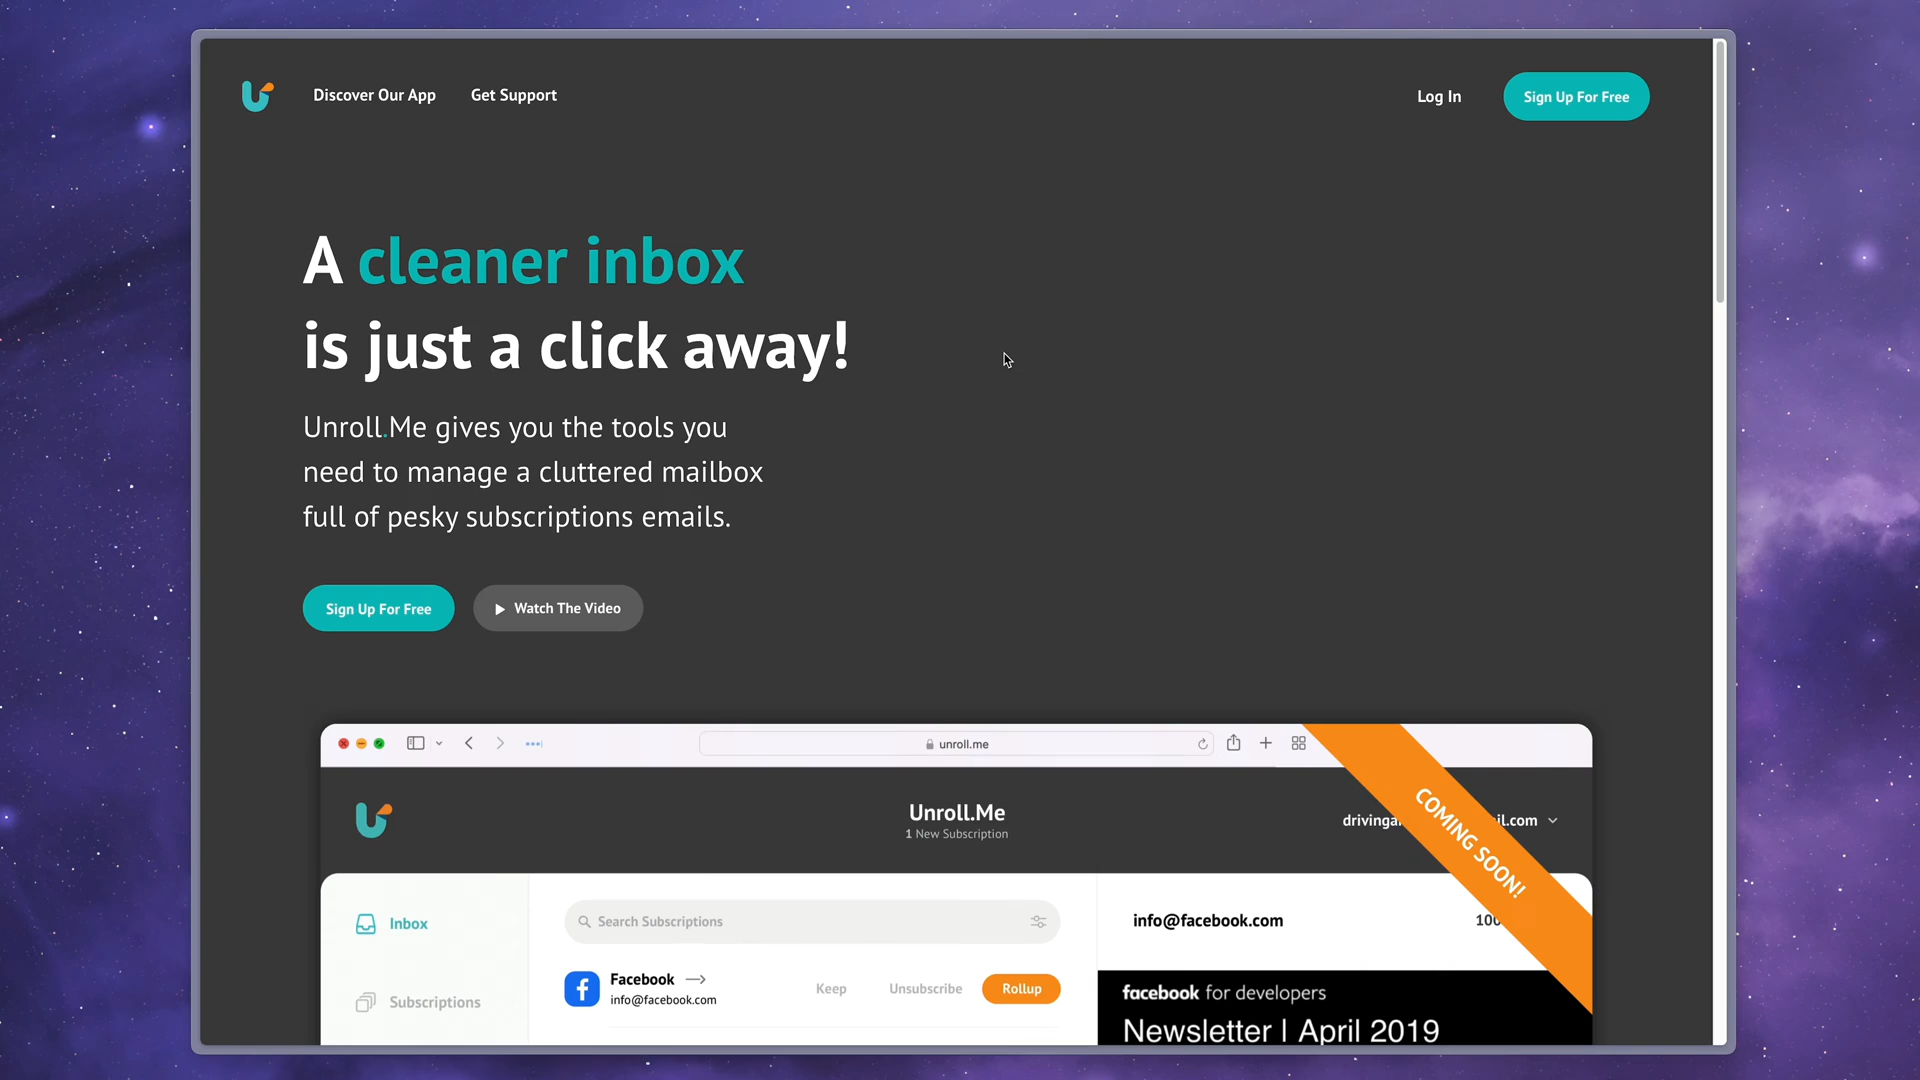 Discover Our App
Get Support
Log In
Sign Up For Free
A cleaner inbox
is just a click away!
Unroll.Me gives you the tools you
need to manage a cluttered mailbox
full of pesky subscriptions emails.
Sign Up For Free
Watch The Video
unroll.me
Unroll.Me
1 New Subscription
COMING SOON!
Inbox
Search Subscriptions
info@facebook.com
Facebook
info@facebook.com
Keep
Unsubscribe
Rollup
Subscriptions
facebook for developers
Newsletter | April 2019